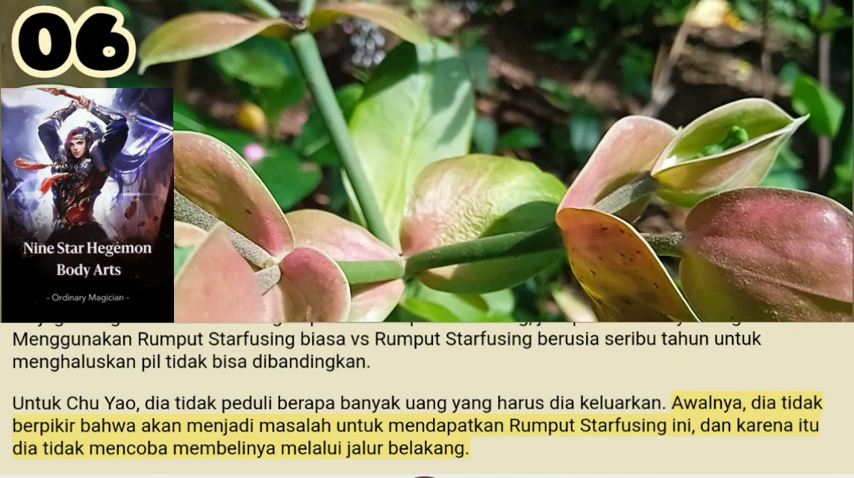 06
Nine Star Hegemon
Body Arts
- Ordinary Magician -
Menggunakan Rumput Starfusing biasa vs Rumput Starfusing berusia seribu tahun untuk
menghaluskan pil tidak bisa dibandingkan.
Untuk Chu Yao, dia tidak peduli berapa banyak uang yang harus dia keluarkan. Awalnya, dia tidak
berpikir bahwa akan menjadi masalah untuk mendapatkan Rumput Starfusing ini, dan karena itu
dia tidak mencoba membelinya melalui jalur belakang.